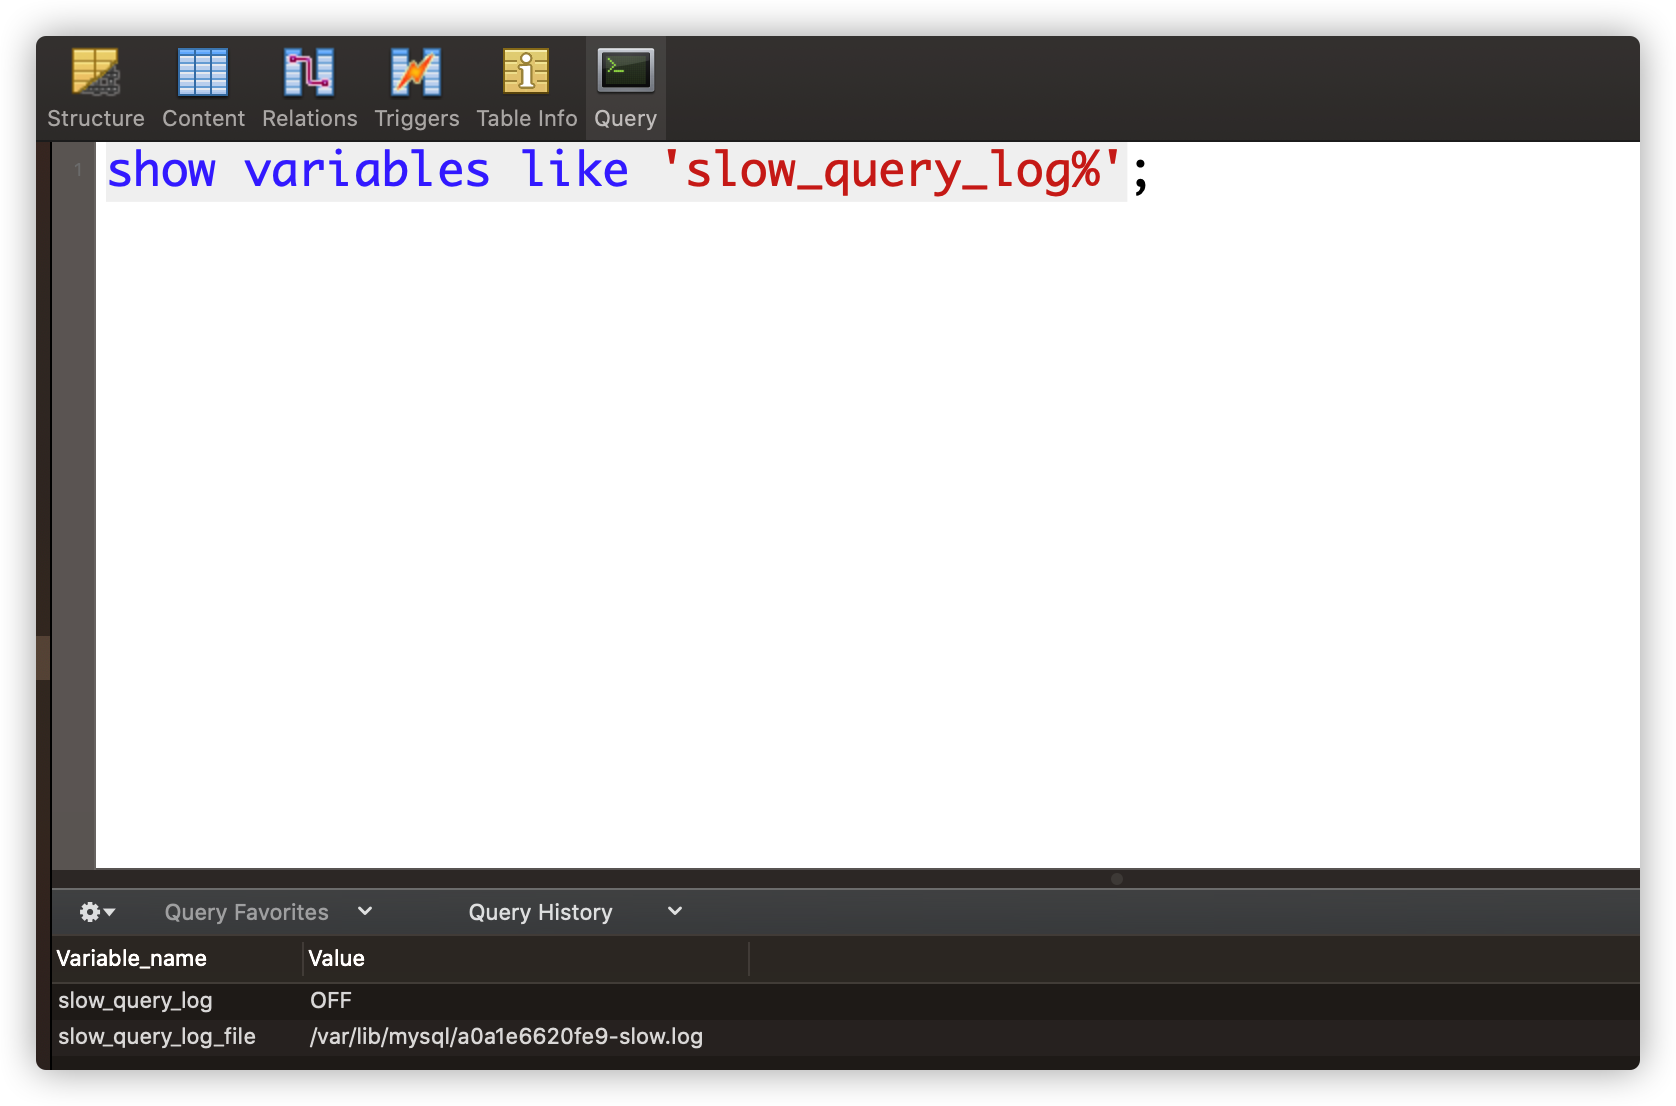 Structure Content Relations Triggers Table Info Query
1 show variables like 'slow_query_log%';
Query Favorites Query History
Variable_name Value
slow_query_log OFF
slow_query_log_file /var/lib/mysql/a0a1e6620fe9-slow.log